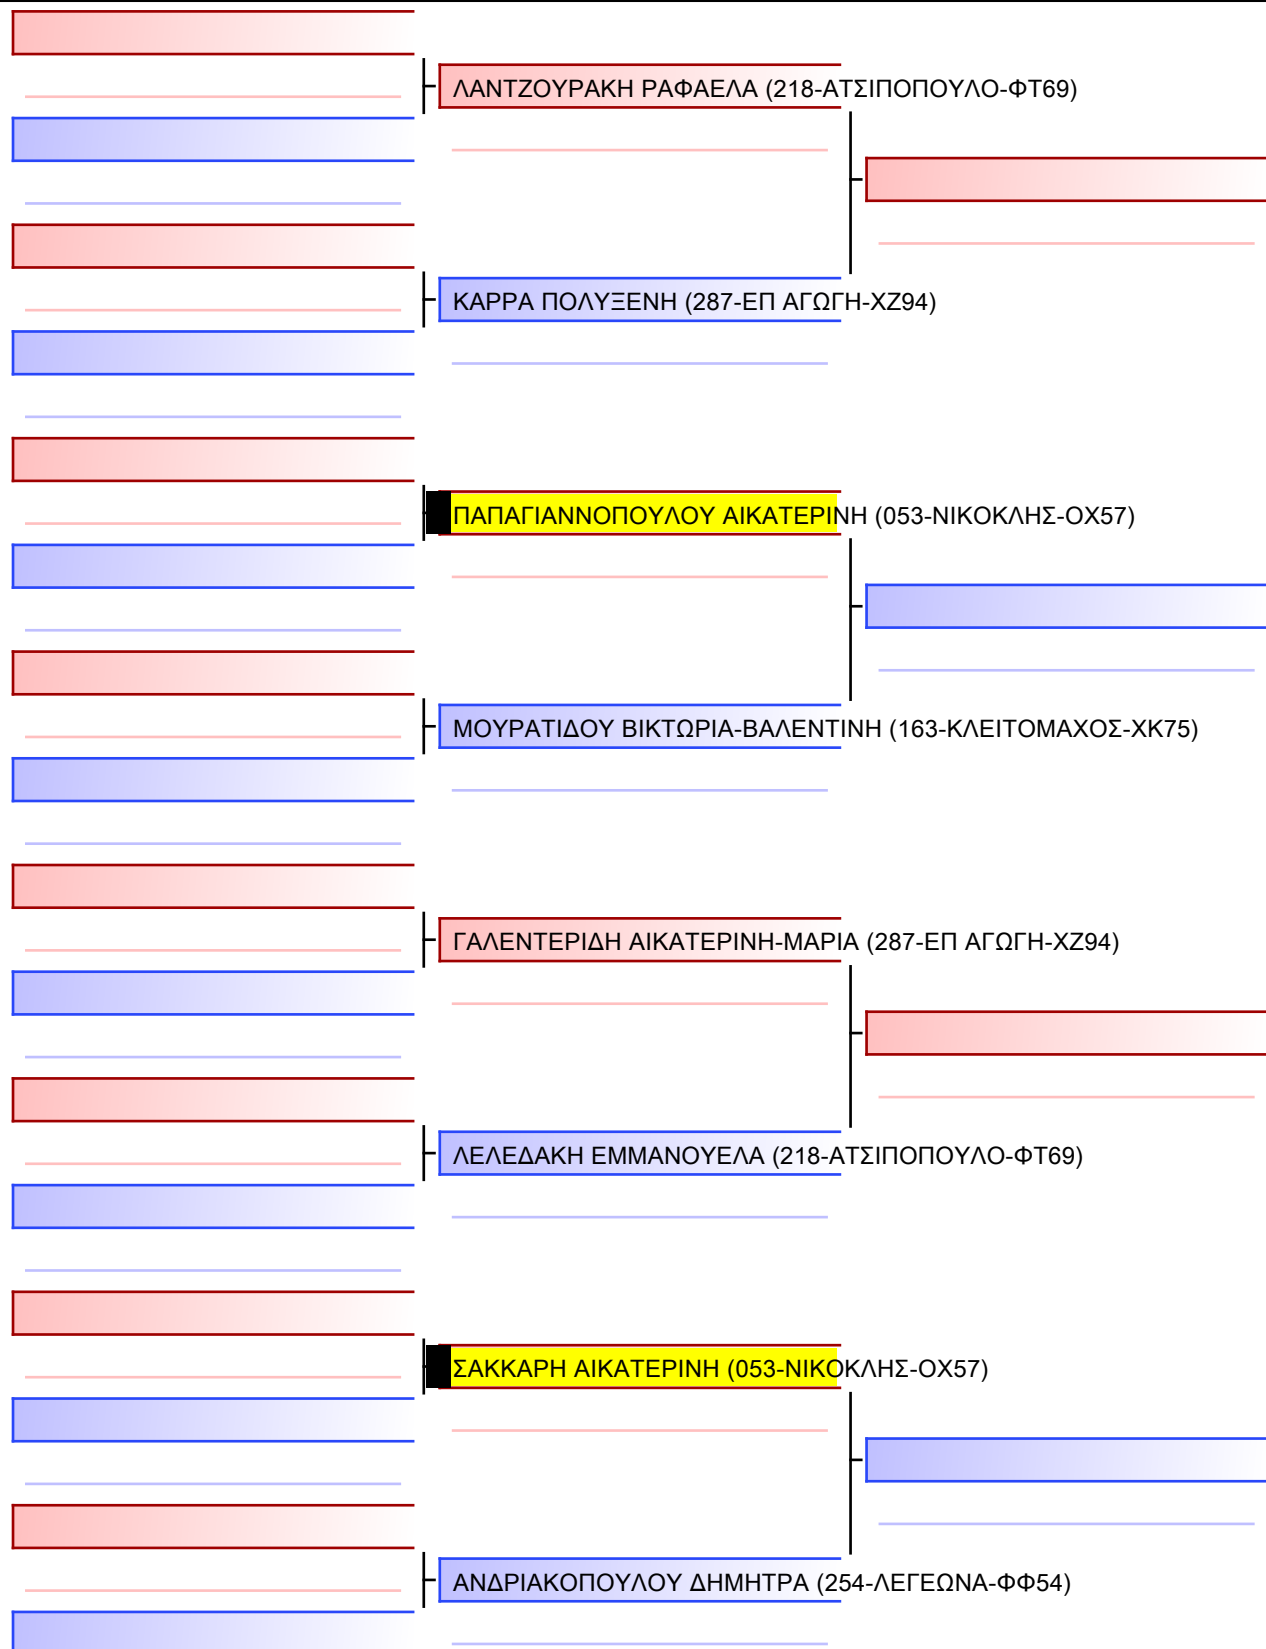 ΛΑΝΤΖΟΥΡΑΚΗ ΡΑΦΑΕΛΑ (218-ΑΤΣΙΠΟΠΟΥΛΟ-ΦΤ69)
ΚΑΡΡΑ ΠΟΛΥΞΕΝΗ (287-ΕΠ ΑΓΩΓΗ-ΧΖ94)
ΠΑΠΑΓΙΑΝΝΟΠΟΥΛΟΥ ΑΙΚΑΤΕΡΙΝΗ (053-ΝΙΚΟΚΛΗΣ-ΟΧ57)
ΜΟΥΡΑΤΙΔΟΥ ΒΙΚΤΩΡΙΑ-ΒΑΛΕΝΤΙΝΗ (163-ΚΛΕΙΤΟΜΑΧΟΣ-ΧΚ75)
ΓΑΛΕΝΤΕΡΙΔΗ ΑΙΚΑΤΕΡΙΝΗ-ΜΑΡΙΑ (287-ΕΠ ΑΓΩΓΗ-ΧΖ94)
ΛΕΛΕΔΑΚΗ ΕΜΜΑΝΟΥΕΛΑ (218-ΑΤΣΙΠΟΠΟΥΛΟ-ΦΤ69)
ΣΑΚΚΑΡΗ ΑΙΚΑΤΕΡΙΝΗ (053-ΝΙΚΟΚΛΗΣ-ΟΧ57)
ΑΝΔΡΙΑΚΟΠΟΥΛΟΥ ΔΗΜΗΤΡΑ (254-ΛΕΓΕΩΝΑ-ΦΦ54)